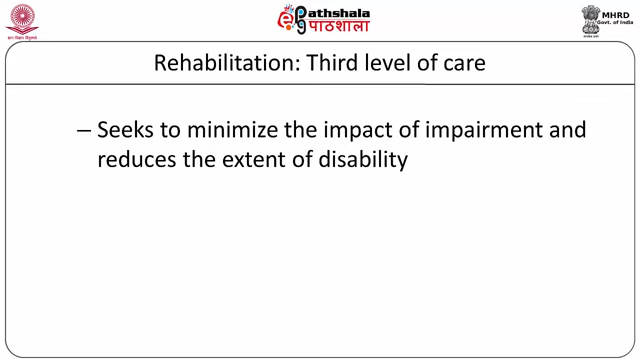 Pathshala
पाठशाला
MHRD
Govt. of India
Rehabilitation: Third level of care
– Seeks to minimize the impact of impairment and
reduces the extent of disability